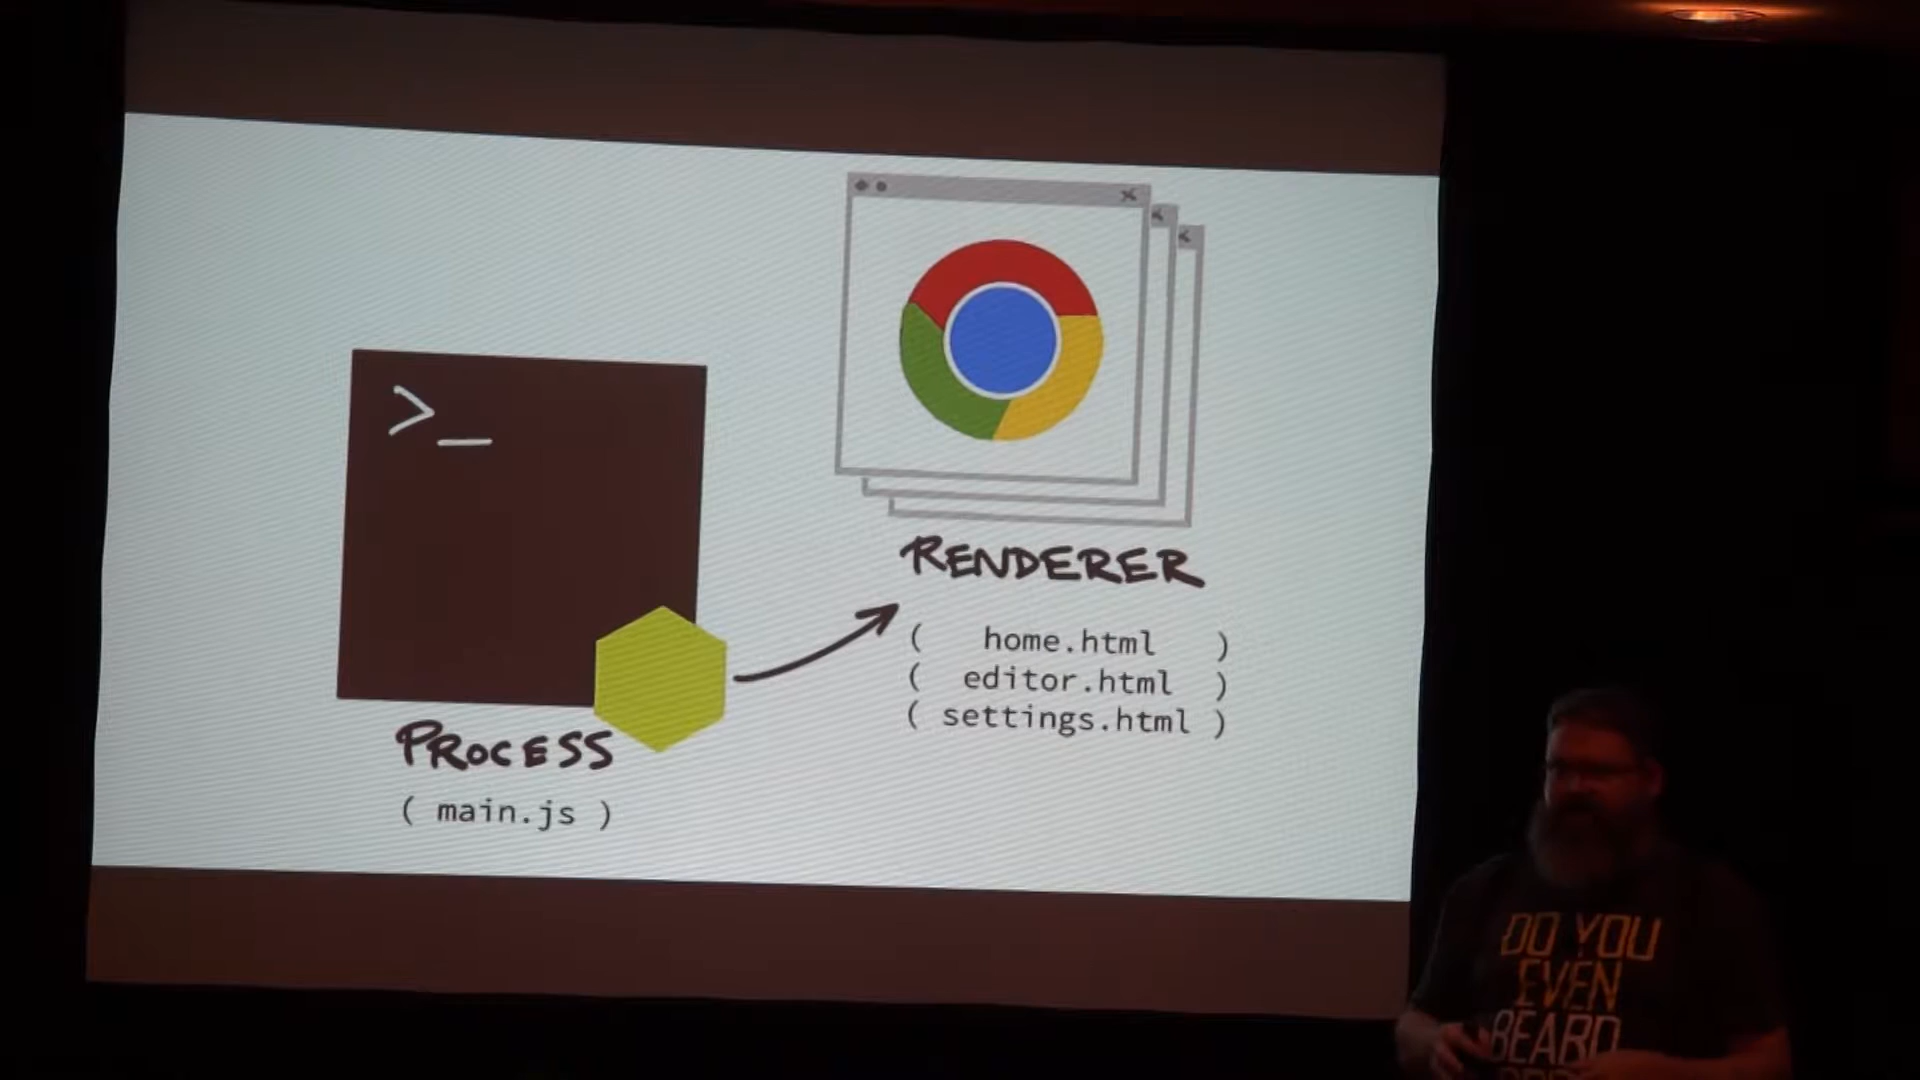 >_
PROCESS
( main.js )
RENDERER
( home.html )
( editor.html )
( settings.html )
DO YOU
EVEN
BEARD